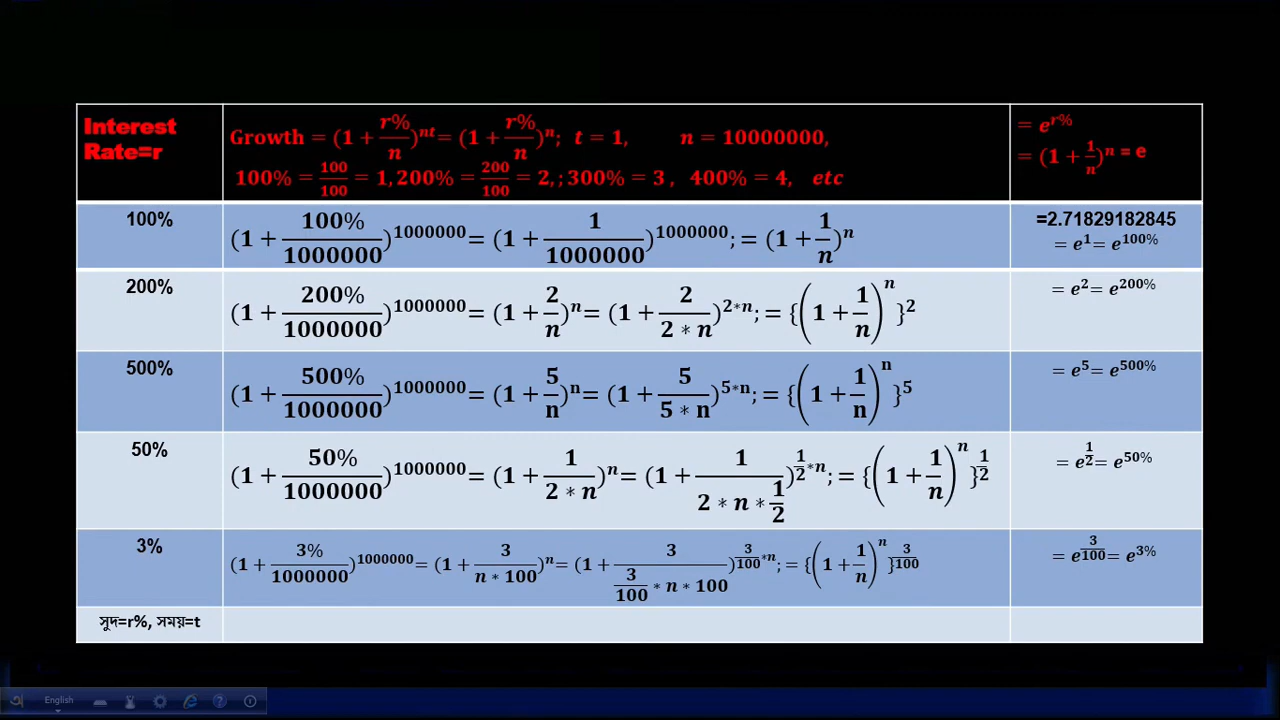 Interest Rate=r
Growth = (1 + r%/n)^nt = (1 + r%/n)^n; t = 1, n = 10000000,
100% = 100/100 = 1, 200% = 200/100 = 2, ; 300% = 3 , 400% = 4, etc
= e^r%
= (1 + 1/n)^n = e
100%
(1 + 100%/1000000)^1000000 = (1 + 1/1000000)^1000000; = (1 + 1/n)^n
=2.71829182845
= e^1 = e^100%
200%
(1 + 200%/1000000)^1000000 = (1 + 2/n)^n = (1 + 2/(2 * n))^2*n; = {(1 + 1/n)^n}^2
= e^2 = e^200%
500%
(1 + 500%/1000000)^1000000 = (1 + 5/n)^n = (1 + 5/(5 * n))^5*n; = {(1 + 1/n)^n}^5
= e^5 = e^500%
50%
(1 + 50%/1000000)^1000000 = (1 + 1/(2 * n))^n = (1 + 1/(2 * n * 1/2))^1/2*n; = {(1 + 1/n)^n}^1/2
= e^1/2 = e^50%
3%
(1 + 3%/1000000)^1000000 = (1 + 3/(n * 100))^n = (1 + 3/(3/100 * n * 100))^3/100*n; = {(1 + 1/n)^n}^3/100
= e^3/100 = e^3%
সুদ=r%, সময়=t
English